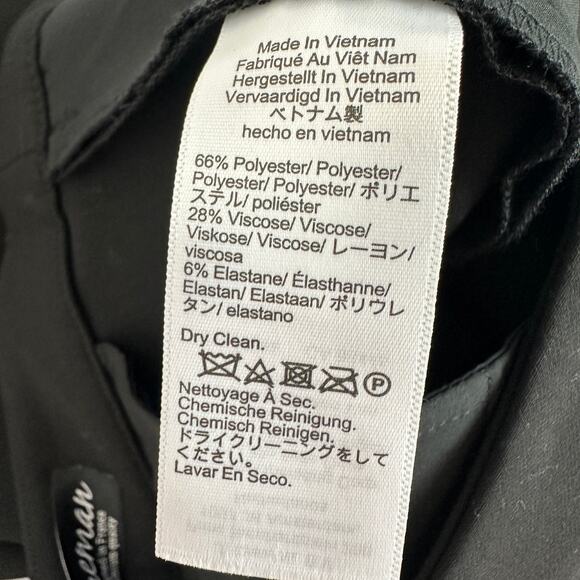 Made In Vietnam
Fabriqué Au Viêt Nam
Hergestellt In Vietnam
Vervaardigd In Vietnam
ベトナム製
hecho en vietnam
66% Polyester/ Polyester/
Polyester/ Polyester/ ポリエ
ステル/ poliéster
28% Viscose/ Viscose/
Viskose/ Viscose/ レーヨン/
viscosa
6% Elastane/ Élasthanne/
Elastan/ Elastaan/ ポリウレ
タン/ elastano
Dry Clean.
P
Nettoyage À Sec.
Chemische Reinigung.
Chemisch Reinigen.
ドライクリーニングをして
ください。
Lavar En Seco.